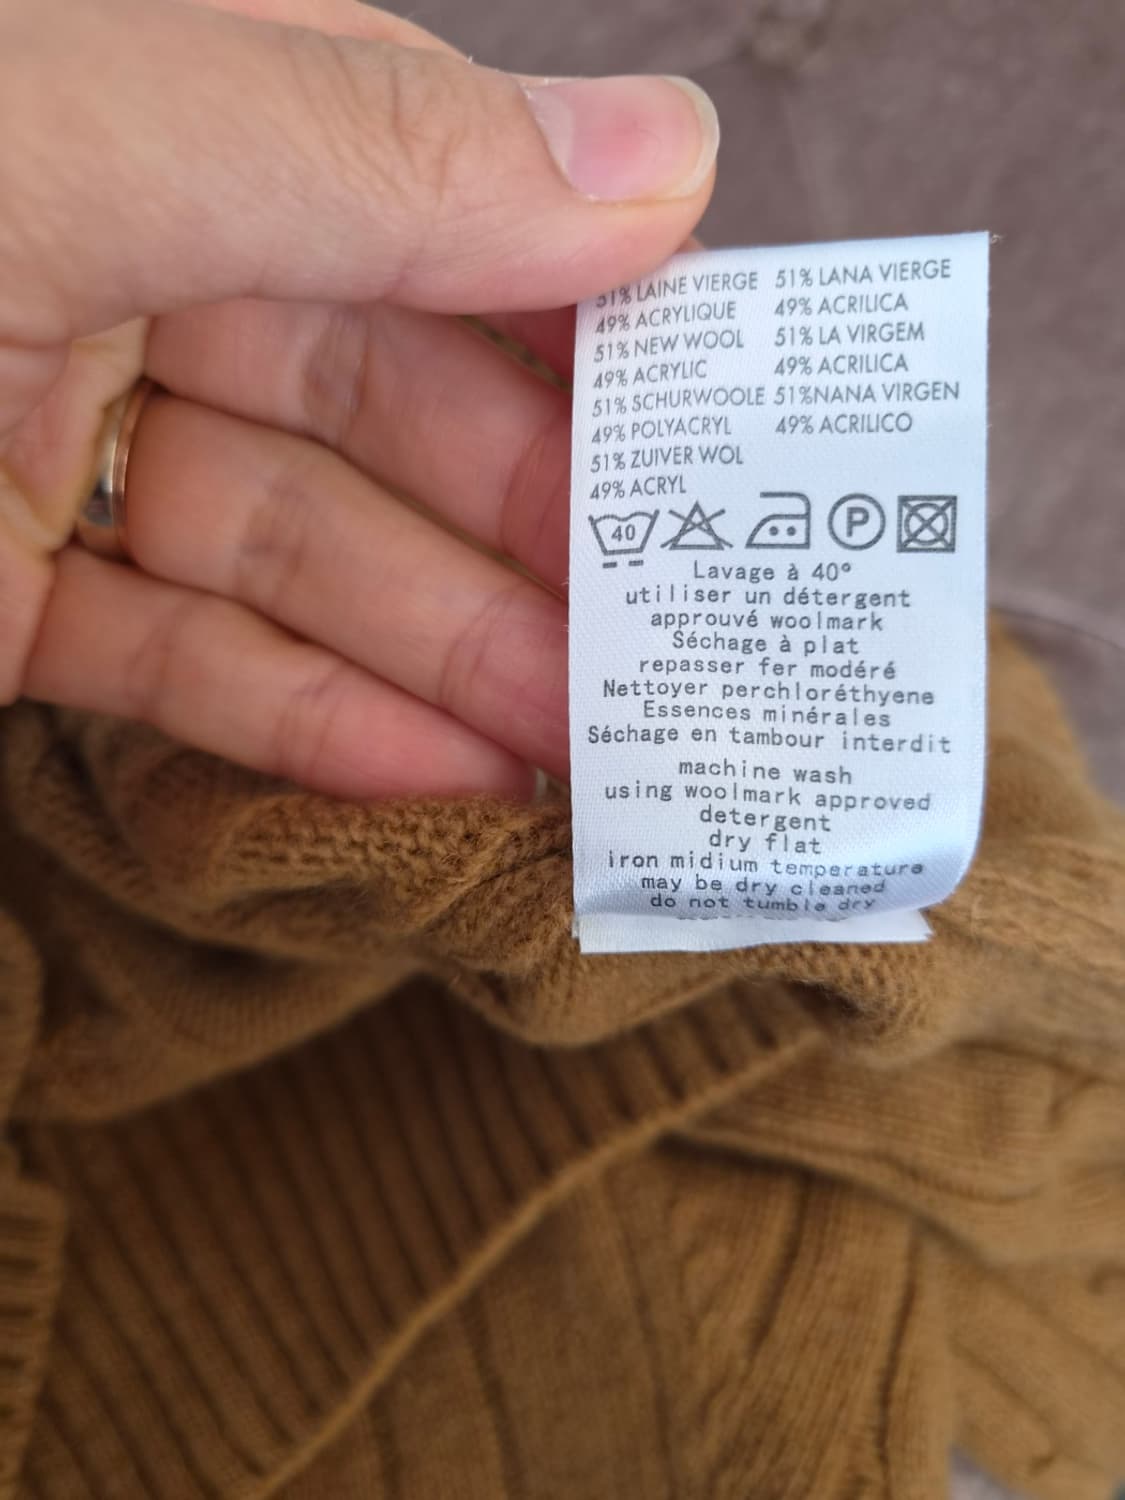 51% LAINE VIERGE
49% ACRYLIQUE
51% NEW WOOL
49% ACRYLIC
51% SCHURWOOLE
49% POLYACRYL
51% ZUIVER WOL
49% ACRYL
51% LANA VIERGE
49% ACRILICA
51% LA VIRGEM
49% ACRILICA
51%NANA VIRGEN
49% ACRILICO
40
P
Lavage à 40°
utiliser un détergent
approuvé woolmark
Séchage à plat
repasser fer modéré
Nettoyer perchloréthyene
Essences minérales
Séchage en tambour interdit
machine wash
using woolmark approved
detergent
dry flat
iron midium temperature
may be dry cleaned
do not tumble dry